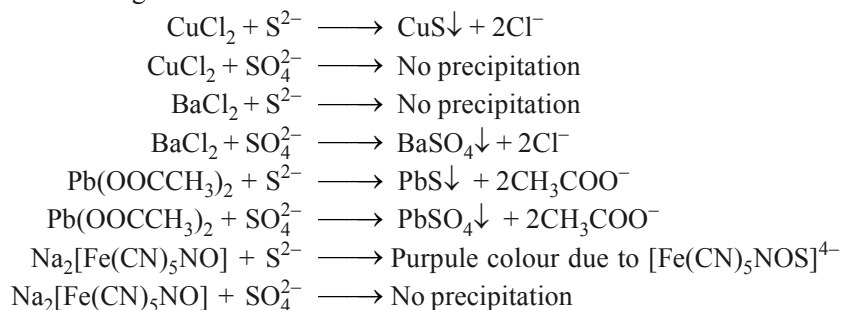 CuCl₂ + S²⁻ ⟶ CuS↓ + 2Cl⁻
CuCl₂ + SO₄²⁻ ⟶ No precipitation
BaCl₂ + S²⁻ ⟶ No precipitation
BaCl₂ + SO₄²⁻ ⟶ BaSO₄↓ + 2Cl⁻
Pb(OOCCH₃)₂ + S²⁻ ⟶ PbS↓ + 2CH₃COO⁻
Pb(OOCCH₃)₂ + SO₄²⁻ ⟶ PbSO₄↓ + 2CH₃COO⁻
Na₂[Fe(CN)₅NO] + S²⁻ ⟶ Purpule colour due to [Fe(CN)₅NOS]⁴⁻
Na₂[Fe(CN)₅NO] + SO₄²⁻ ⟶ No precipitation